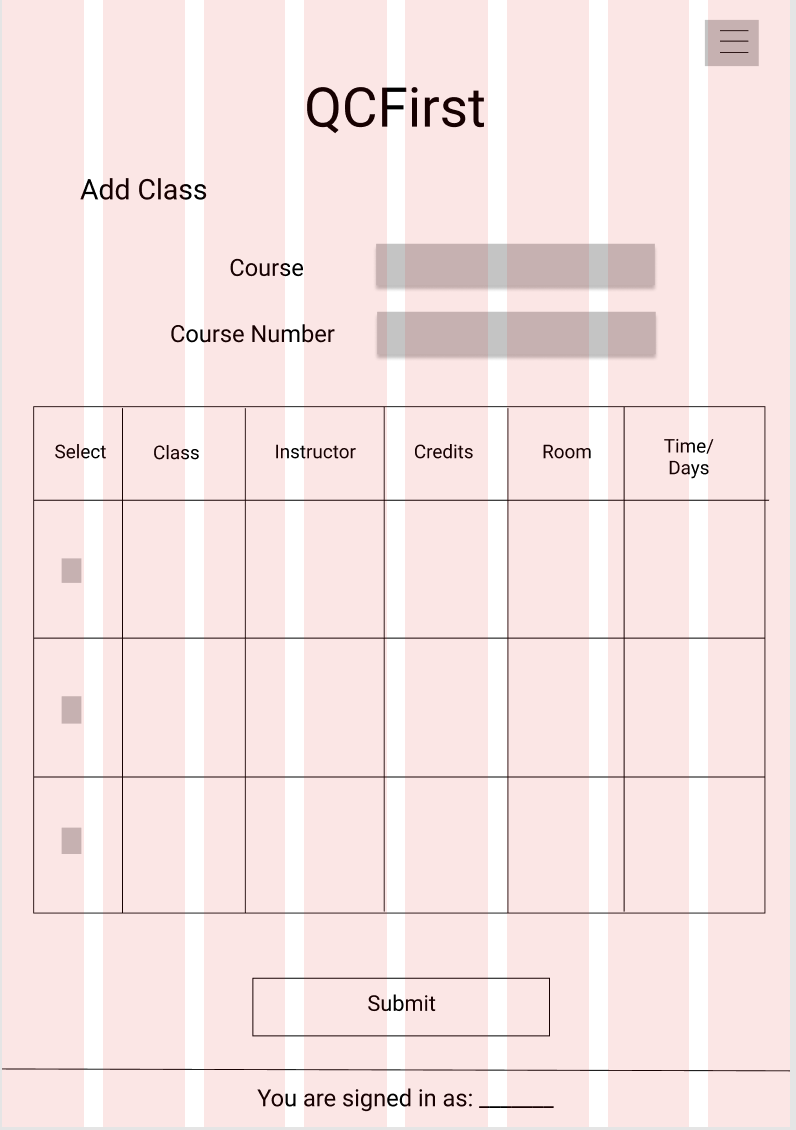 QCFirst
Add Class
Course
Course Number
Select Class Instructor Credits Room Time/
Days
Submit
You are signed in as: ______